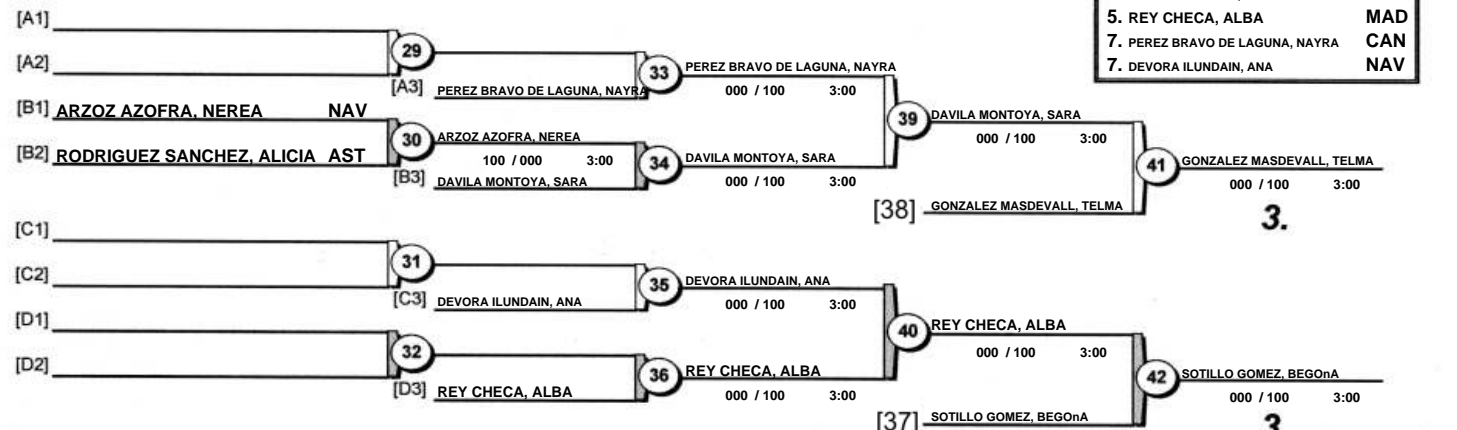 5. REY CHECA, ALBA MAD
7. PEREZ BRAVO DE LAGUNA, NAYRA CAN
7. DEVORA ILUNDAIN, ANA NAV
[A1]
29
[A2]
[A3] PEREZ BRAVO DE LAGUNA, NAYRA
33 PEREZ BRAVO DE LAGUNA, NAYRA
000 / 100 3:00
[B1] ARZOZ AZOFRA, NEREA NAV
30 ARZOZ AZOFRA, NEREA
[B2] RODRIGUEZ SANCHEZ, ALICIA AST
100 / 000 3:00
[B3] DAVILA MONTOYA, SARA
34 DAVILA MONTOYA, SARA
000 / 100 3:00
39 DAVILA MONTOYA, SARA
000 / 100 3:00
[38] GONZALEZ MASDEVALL, TELMA
41 GONZALEZ MASDEVALL, TELMA
000 / 100 3:00
3.
[C1]
31
[C2]
[C3] DEVORA ILUNDAIN, ANA
35 DEVORA ILUNDAIN, ANA
000 / 100 3:00
[D1]
32
[D2]
[D3] REY CHECA, ALBA
36 REY CHECA, ALBA
000 / 100 3:00
40 REY CHECA, ALBA
000 / 100 3:00
[37] SOTILLO GOMEZ, BEGOnA
42 SOTILLO GOMEZ, BEGOnA
000 / 100 3:00
3